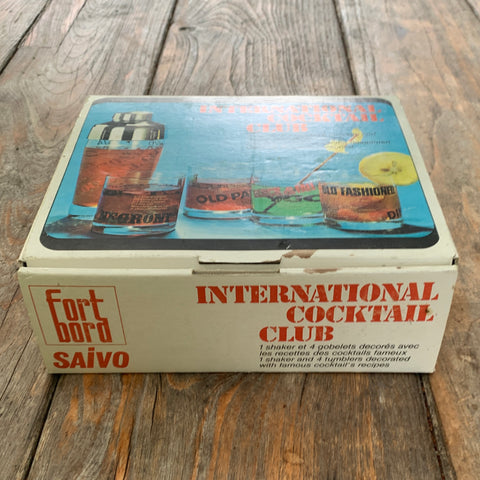 INTERNATIONAL
COCKTAIL
CLUB
NEGRONI
OLD PA
OLD FASHIONED
Fort
bord
SAIVO
INTERNATIONAL
COCKTAIL
CLUB
1 shaker et 4 gobelets decorés avec
les recettes des cocktails fameux
1 shaker and 4 tumblers decorated
with famous cocktail's recipes